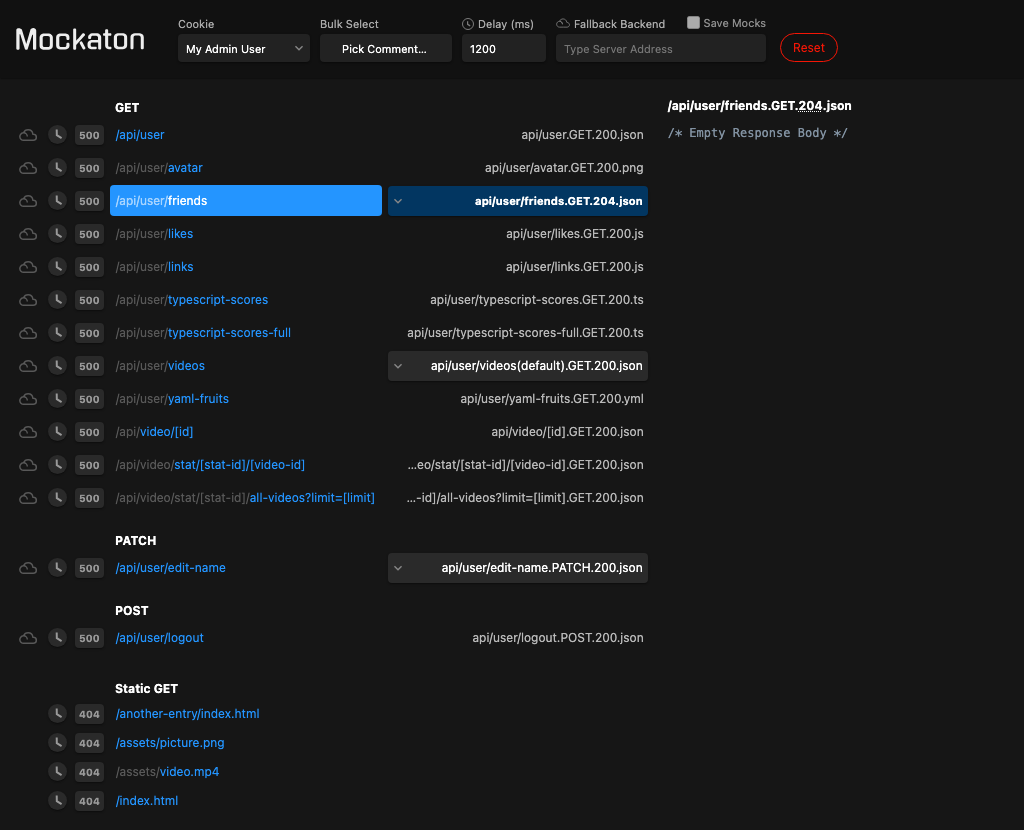 Mockaton
Cookie
My Admin User
Bulk Select
Pick Comment…
Delay (ms)
1200
Fallback Backend
Save Mocks
Type Server Address
Reset
GET
500 /api/user api/user.GET.200.json
500 /api/user/avatar api/user/avatar.GET.200.png
500 /api/user/friends api/user/friends.GET.204.json
500 /api/user/likes api/user/likes.GET.200.js
500 /api/user/links api/user/links.GET.200.js
500 /api/user/typescript-scores api/user/typescript-scores.GET.200.ts
500 /api/user/typescript-scores-full api/user/typescript-scores-full.GET.200.ts
500 /api/user/videos api/user/videos(default).GET.200.json
500 /api/user/yaml-fruits api/user/yaml-fruits.GET.200.yml
500 /api/video/[id] api/video/[id].GET.200.json
500 /api/video/stat/[stat-id]/[video-id] …eo/stat/[stat-id]/[video-id].GET.200.json
500 /api/video/stat/[stat-id]/all-videos?limit=[limit] …-id]/all-videos?limit=[limit].GET.200.json
PATCH
500 /api/user/edit-name api/user/edit-name.PATCH.200.json
POST
500 /api/user/logout api/user/logout.POST.200.json
Static GET
404 /another-entry/index.html
404 /assets/picture.png
404 /assets/video.mp4
404 /index.html
/api/user/friends.GET.204.json
/* Empty Response Body */